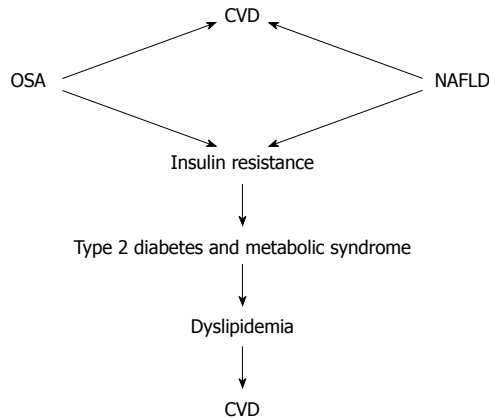 CVD
OSA
NAFLD
Insulin resistance
Type 2 diabetes and metabolic syndrome
Dyslipidemia
CVD